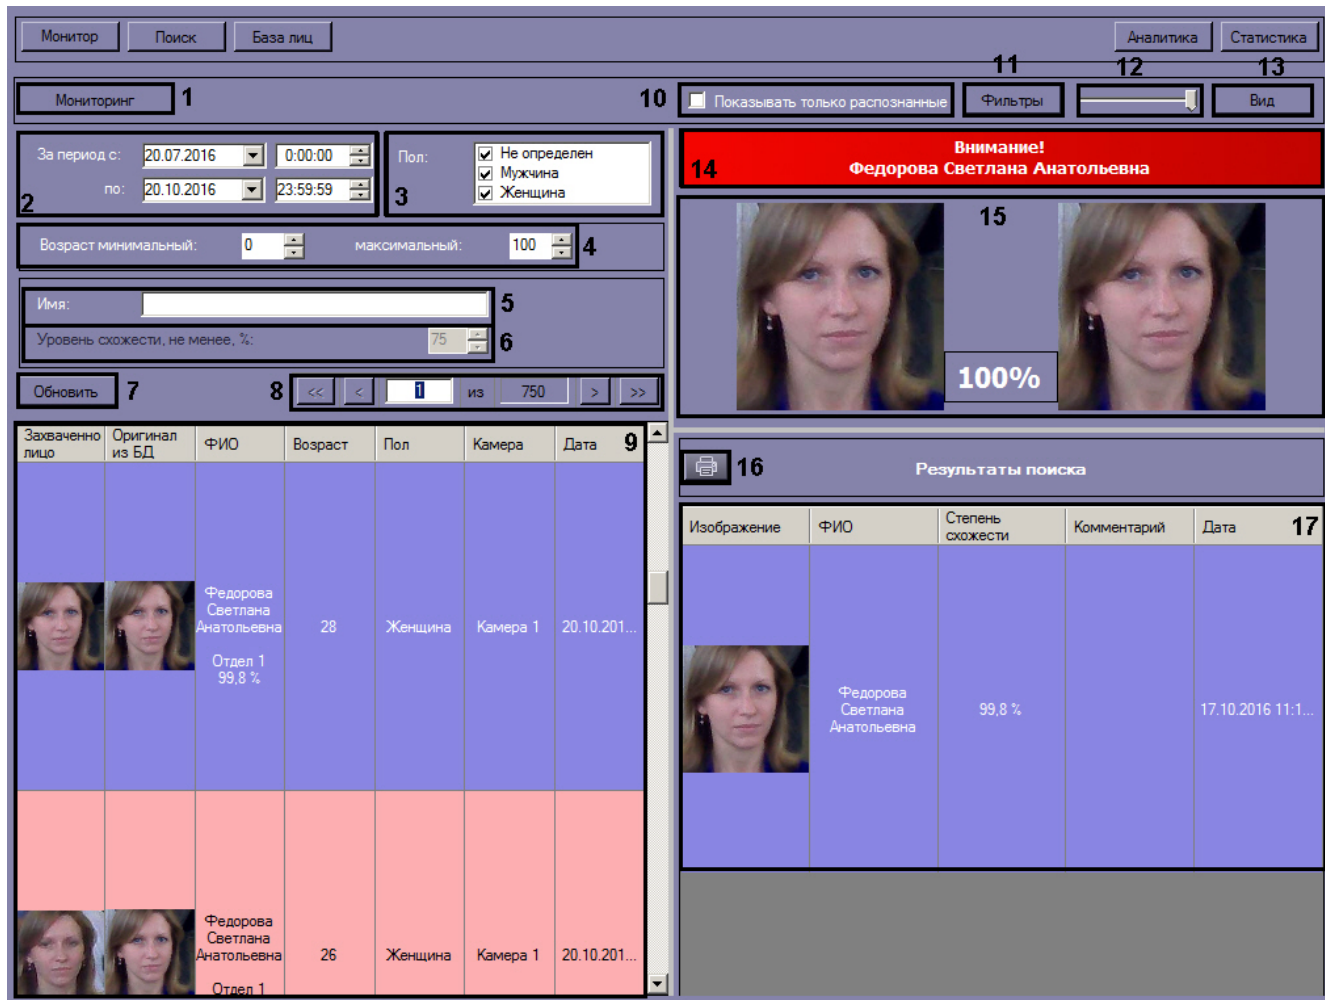 Монитор
Поиск
База лиц
Аналитика
Статистика
11
12
13
Мониторинг
1
10
Показывать только распознанные
Фильтры
Вид
За период с:
20.07.2016
0:00:00
по:
20.10.2016
23:59:59
2
Пол:
Не определен
Мужчина
Женщина
3
Внимание!
Федорова Светлана Анатольевна
14
Возраст минимальный:
0
максимальный:
100
4
15
100%
Имя:
5
Уровень схожести, не менее, %:
75
6
Обновить
7
8
<<
<
1
из
750
>
>>
Захваченно
лицо
Оригинал
из БД
ФИО
Возраст
Пол
Камера
Дата
9
Федорова
Светлана
Анатольевна
Отдел 1
99,8 %
28
Женщина
Камера 1
20.10.201...
Федорова
Светлана
Анатольевна
Отдел 1
26
Женщина
Камера 1
20.10.201...
16
Результаты поиска
Изображение
ФИО
Степень
схожести
Комментарий
Дата
17
Федорова
Светлана
Анатольевна
99,8 %
17.10.2016 11:1...